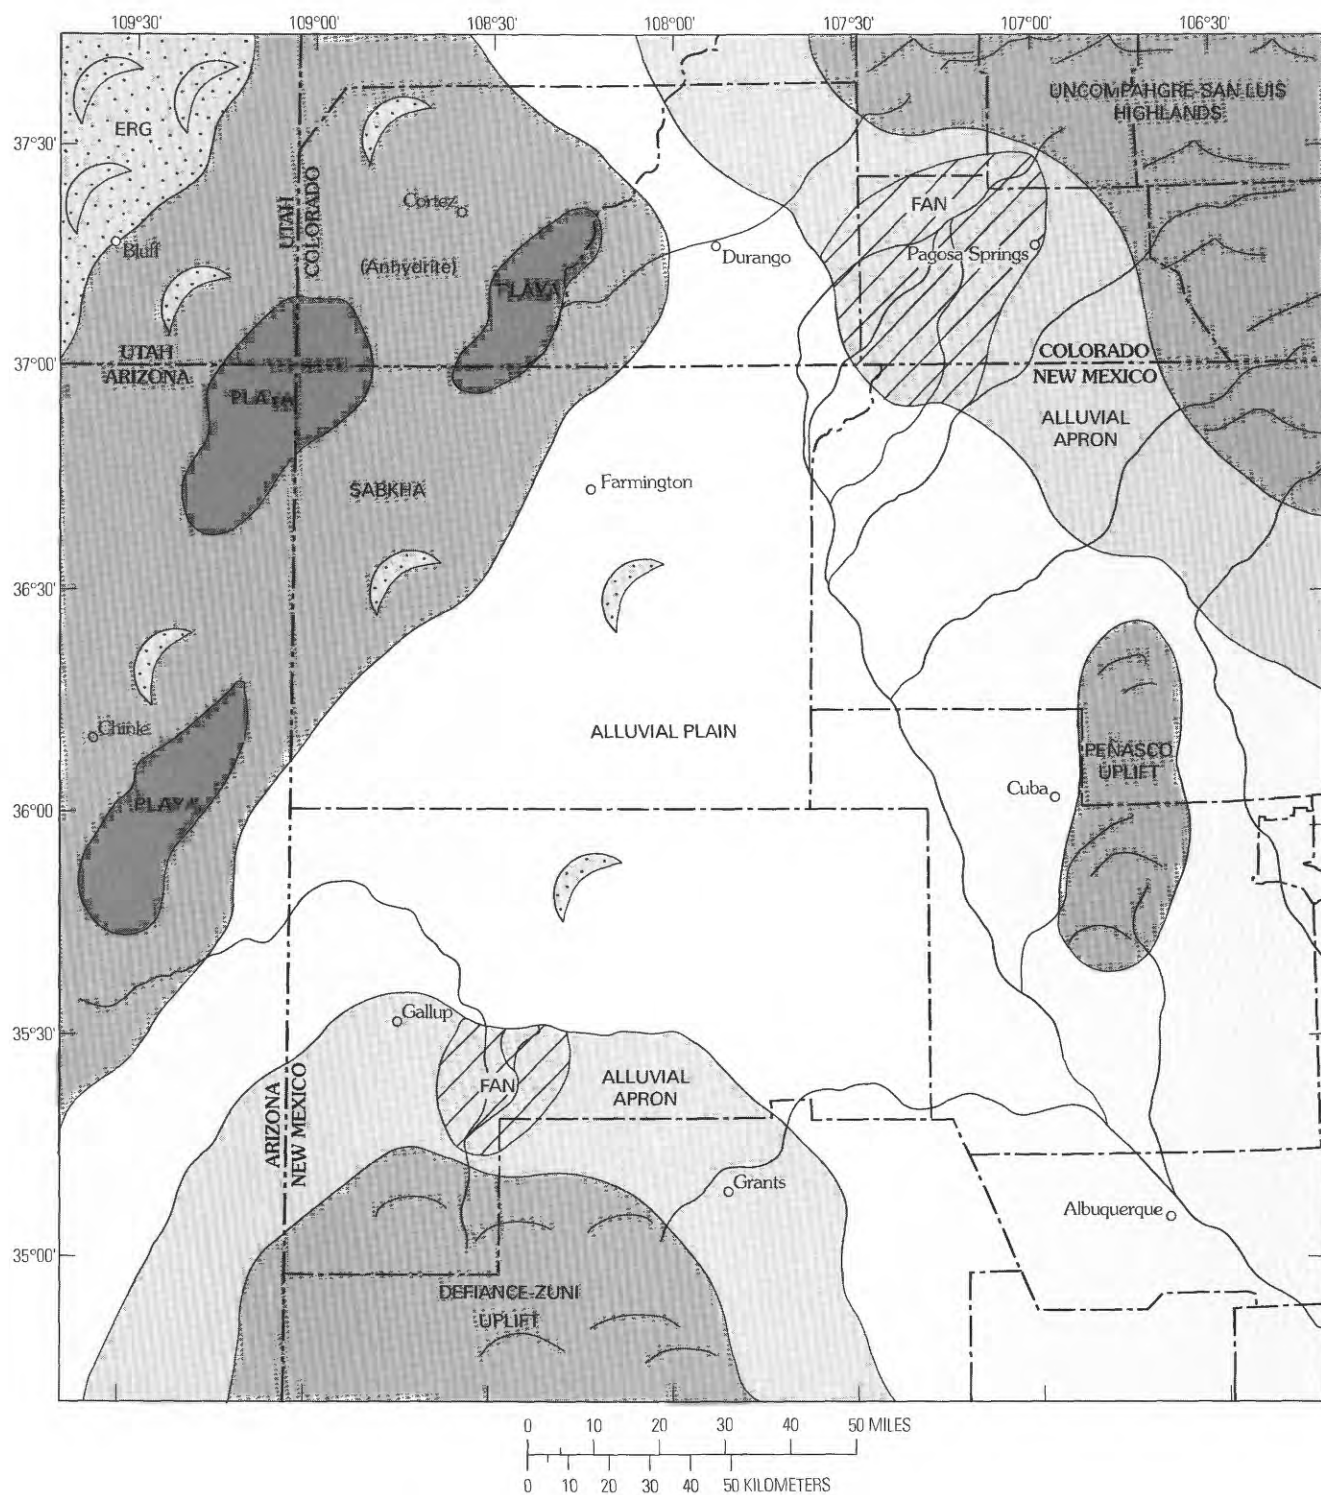 109°30' 109°00' 108°30' 108°00' 107°30' 107°00' 106°30'
UNCOMPAHGRE-SAN LUIS
HIGHLANDS
ERG
37°30'
UTAH
COLORADO
Cortez
FAN
Bluff
(Anhydrite)
Durango
Pagosa Springs
PLAYA
37°00'
UTAH
ARIZONA
COLORADO
NEW MEXICO
PLAYA
ALLUVIAL
APRON
SABKHA
Farmington
36°30'
Chinle
ALLUVIAL PLAIN
PEÑASCO
UPLIFT
Cuba
PLAYA
36°00'
Gallup
35°30'
FAN
ALLUVIAL
APRON
ARIZONA
NEW MEXICO
Grants
Albuquerque
35°00'
DEFIANCE-ZUNI
UPLIFT
0 10 20 30 40 50 MILES
0 10 20 30 40 50 KILOMETERS